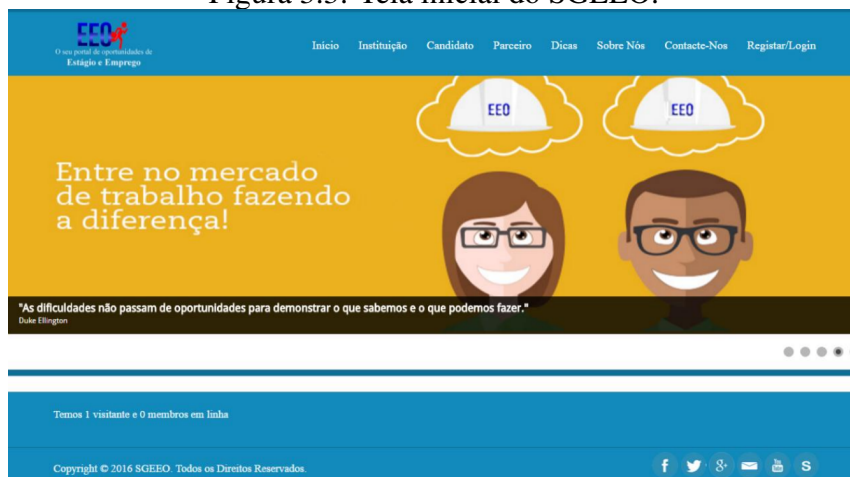 Figura 3.3: Tela inicial do SGEEO.
EEO
O seu portal de oportunidades de
Estágio e Emprego
Início Instituição Candidato Parceiro Dicas Sobre Nós Contacte-Nos Registar/Login
EEO EEO
Entre no mercado
de trabalho fazendo
a diferença!
"As dificuldades não passam de oportunidades para demonstrar o que sabemos e o que podemos fazer."
Duke Ellington
Temos 1 visitante e 0 membros em linha
Copyright © 2016 SGEEO. Todos os Direitos Reservados.